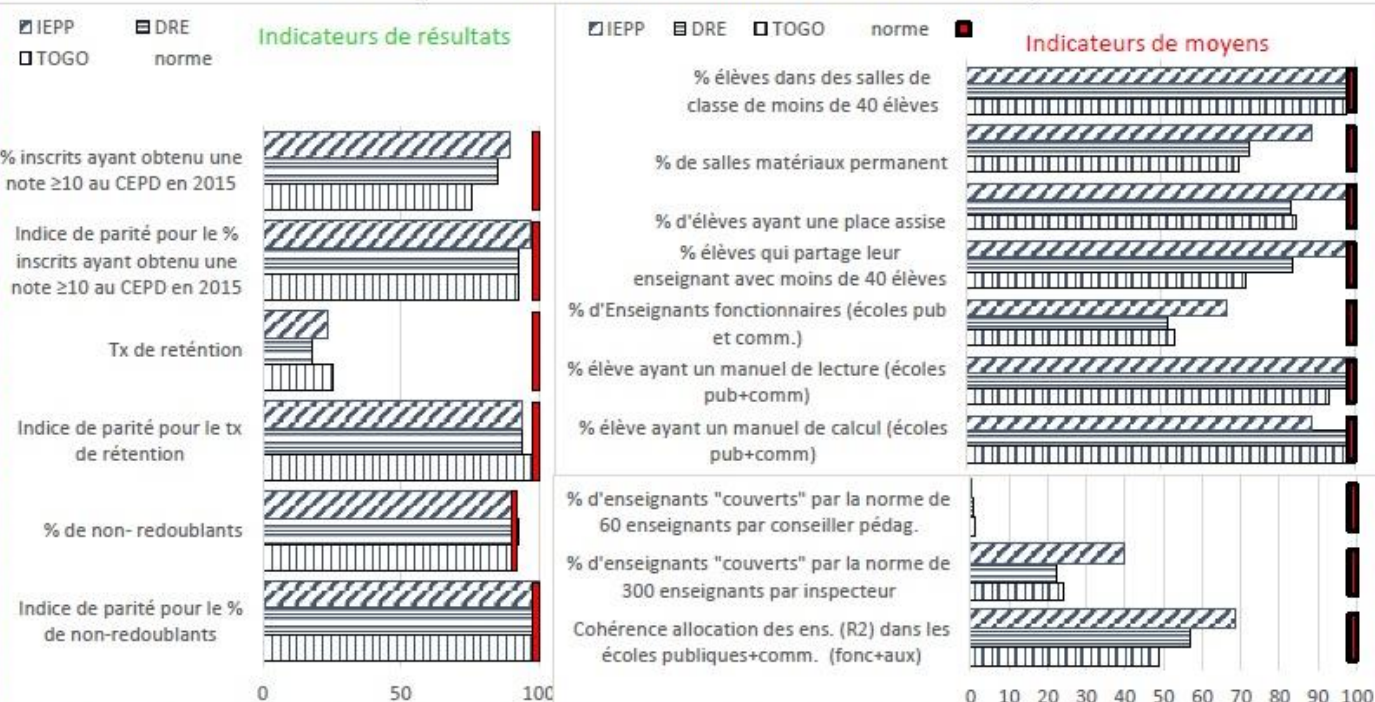 IEPP DRE
TOGO norme
Indicateurs de résultats
% inscrits ayant obtenu une
note ≥10 au CEPD en 2015
Indice de parité pour le %
inscrits ayant obtenu une
note ≥10 au CEPD en 2015
Tx de reténtion
Indice de parité pour le tx
de rétention
% de non- redoublants
Indice de parité pour le %
de non-redoublants
0 50 100
IEPP DRE TOGO norme
Indicateurs de moyens
% élèves dans des salles de
classe de moins de 40 élèves
% de salles matériaux permanent
% d'élèves ayant une place assise
% élèves qui partage leur
enseignant avec moins de 40 élèves
% d'Enseignants fonctionnaires (écoles pub
et comm.)
% élève ayant un manuel de lecture (écoles
pub+comm)
% élève ayant un manuel de calcul (écoles
pub+comm)
% d'enseignants "couverts" par la norme de
60 enseignants par conseiller pédag.
% d'enseignants "couverts" par la norme de
300 enseignants par inspecteur
Cohérence allocation des ens. (R2) dans les
écoles publiques+comm. (fonc+aux)
0 10 20 30 40 50 60 70 80 90 100